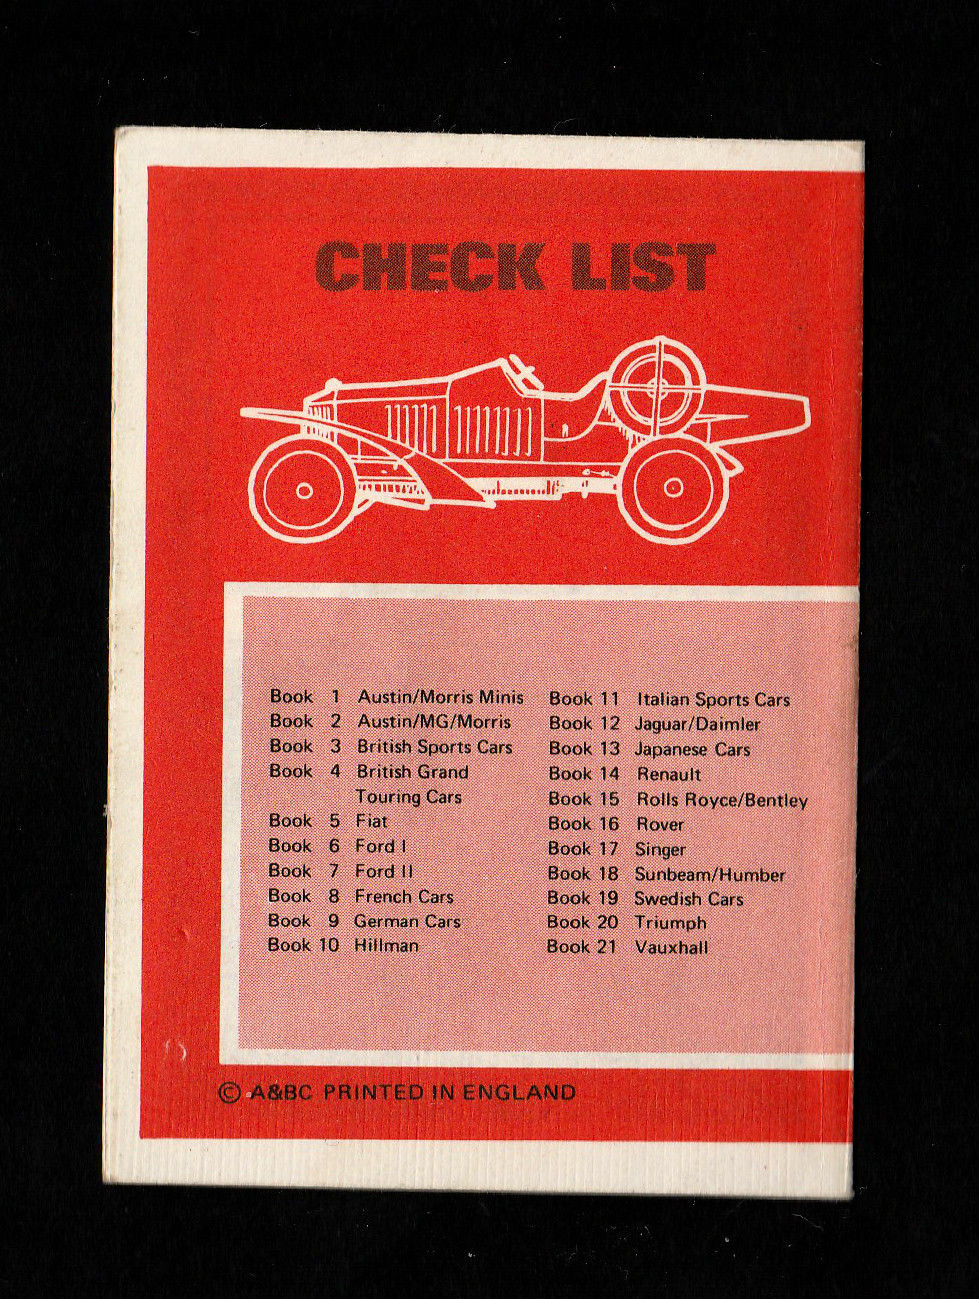 CHECK LIST
Book 1 Austin/Morris Minis
Book 2 Austin/MG/Morris
Book 3 British Sports Cars
Book 4 British Grand
Touring Cars
Book 5 Fiat
Book 6 Ford I
Book 7 Ford II
Book 8 French Cars
Book 9 German Cars
Book 10 Hillman
Book 11 Italian Sports Cars
Book 12 Jaguar/Daimler
Book 13 Japanese Cars
Book 14 Renault
Book 15 Rolls Royce/Bentley
Book 16 Rover
Book 17 Singer
Book 18 Sunbeam/Humber
Book 19 Swedish Cars
Book 20 Triumph
Book 21 Vauxhall
© A&BC PRINTED IN ENGLAND